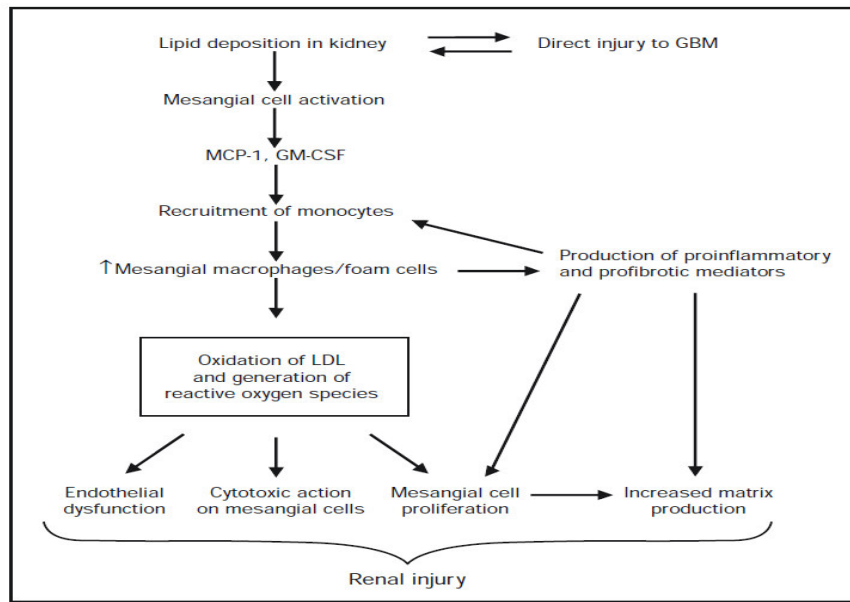 Lipid deposition in kidney
Direct injury to GBM
Mesangial cell activation
MCP-1, GM-CSF
Recruitment of monocytes
Production of proinflammatory
and profibrotic mediators
↑Mesangial macrophages/foam cells
Oxidation of LDL
and generation of
reactive oxygen species
Endothelial
dysfunction
Cytotoxic action
on mesangial cells
Mesangial cell
proliferation
Increased matrix
production
Renal injury